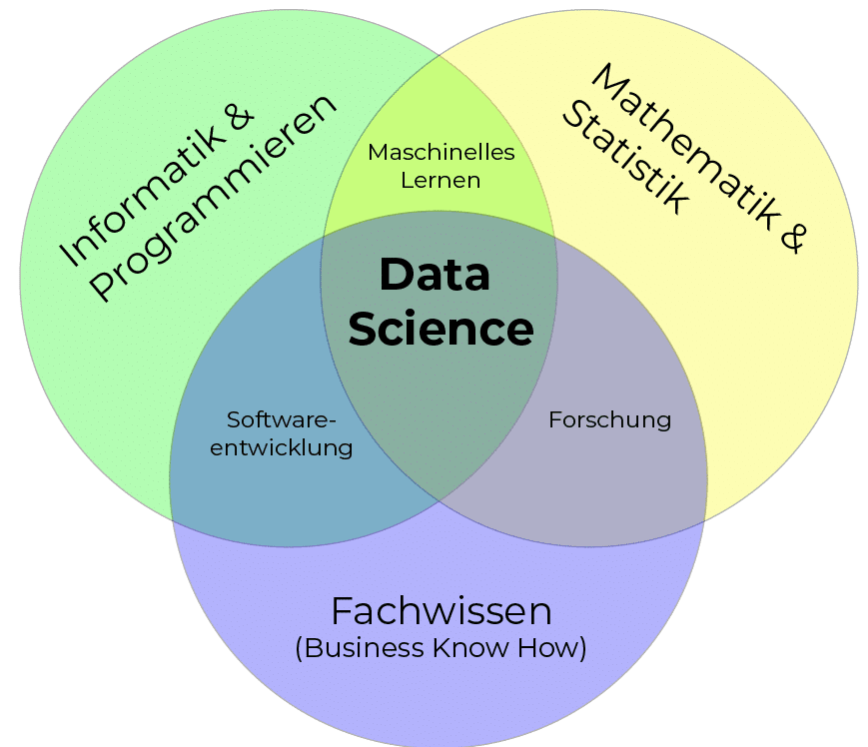 Informatik &
Programmieren
Mathematik &
Statistik
Maschinelles
Lernen
Data
Science
Software-
entwicklung
Forschung
Fachwissen
(Business Know How)